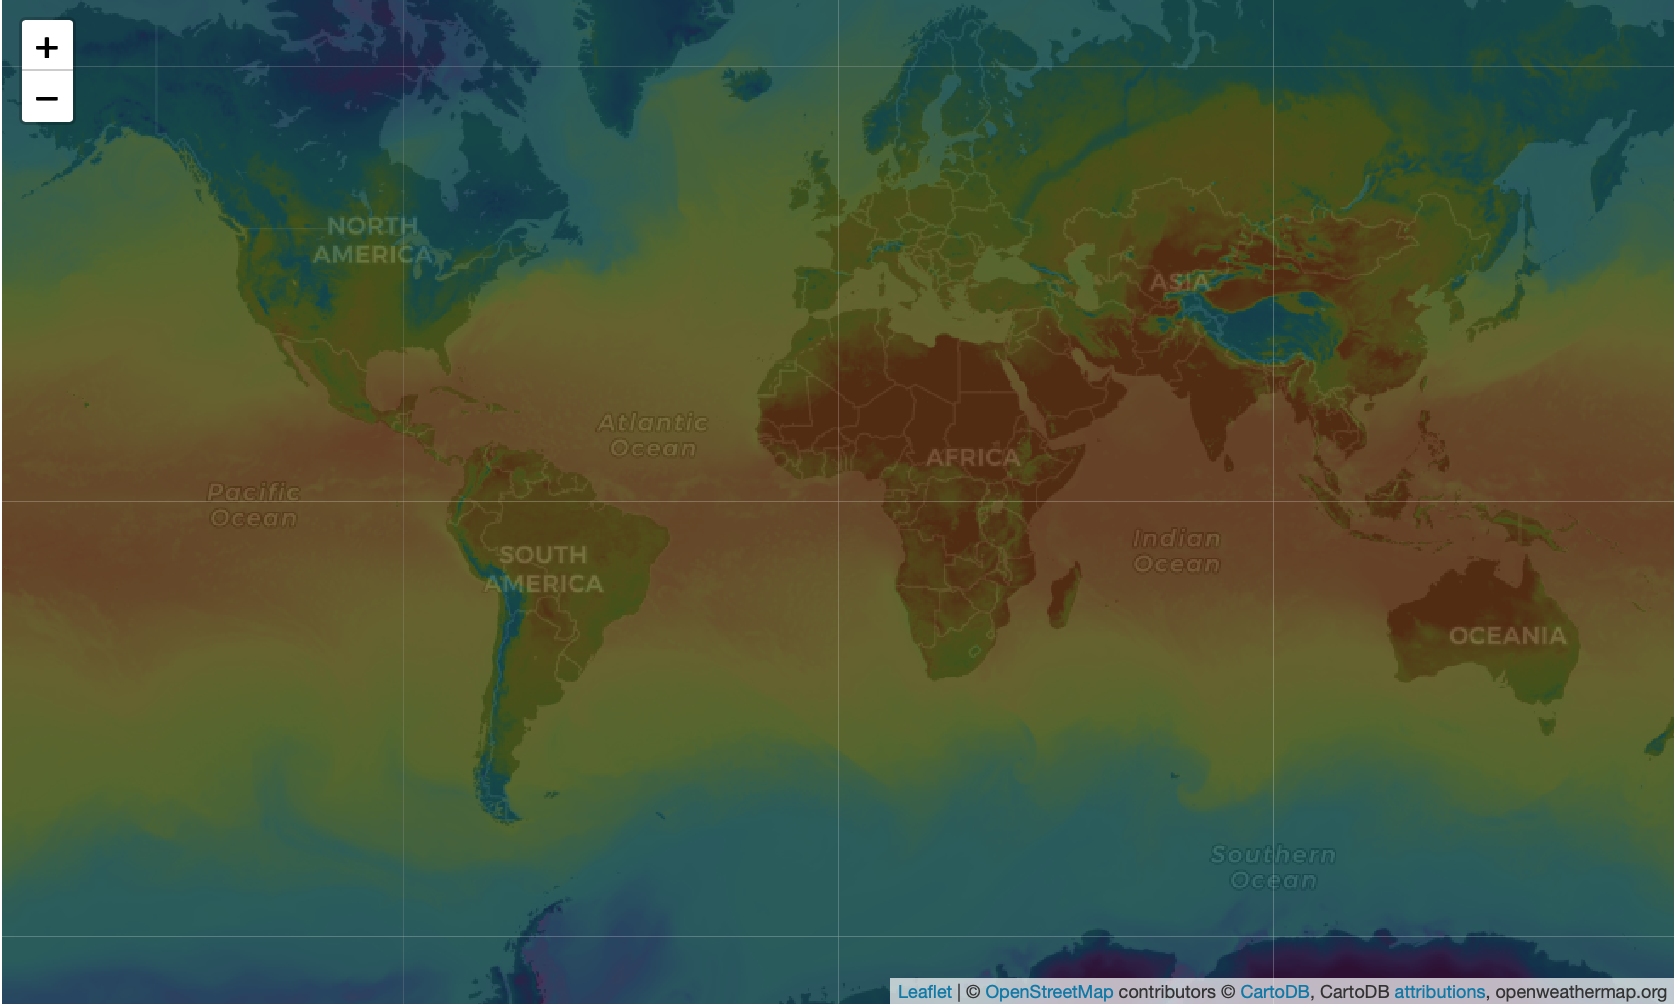 +
−
NORTH
AMERICA
ASIA
Atlantic
Ocean
AFRICA
Pacific
Ocean
SOUTH
AMERICA
Indian
Ocean
OCEANIA
Southern
Ocean
Leaflet | © OpenStreetMap contributors © CartoDB, CartoDB attributions, openweathermap.org